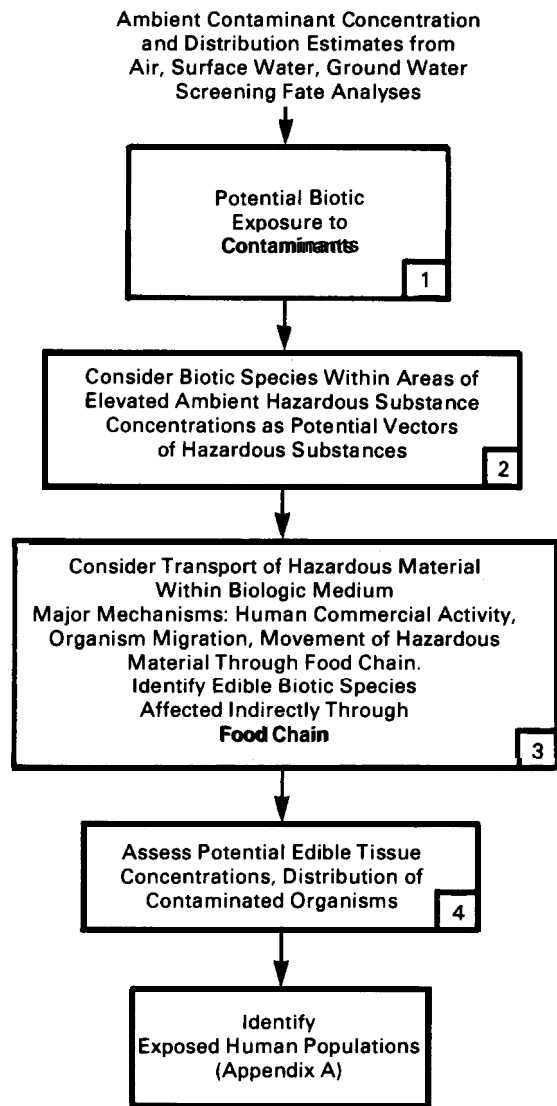 Ambient Contaminant Concentration
and Distribution Estimates from
Air, Surface Water, Ground Water
Screening Fate Analyses
Potential Biotic
Exposure to
Contaminants
1
Consider Biotic Species Within Areas of
Elevated Ambient Hazardous Substance
Concentrations as Potential Vectors
of Hazardous Substances
2
Consider Transport of Hazardous Material
Within Biologic Medium
Major Mechanisms: Human Commercial Activity,
Organism Migration, Movement of Hazardous
Material Through Food Chain.
Identify Edible Biotic Species
Affected Indirectly Through
Food Chain
3
Assess Potential Edible Tissue
Concentrations, Distribution of
Contaminated Organisms
4
Identify
Exposed Human Populations
(Appendix A)